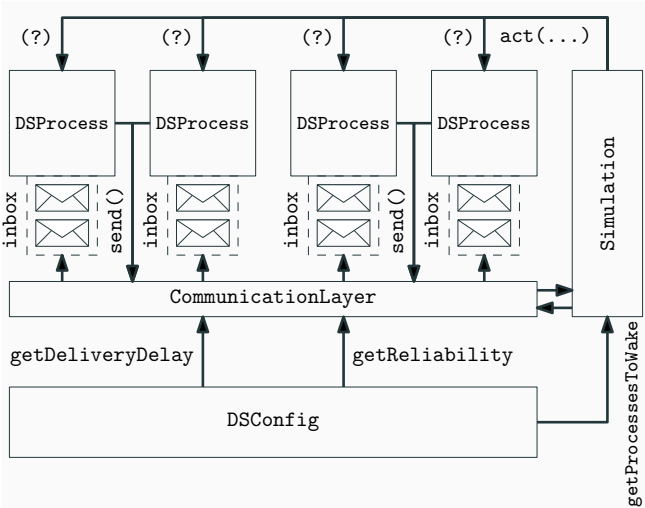 (?) (?) (?) (?) act(...)
DSProcess DSProcess DSProcess DSProcess
Simulation
inbox send() inbox inbox send() inbox
CommunicationLayer
getDeliveryDelay getReliability
getProcessesToWake
DSConfig